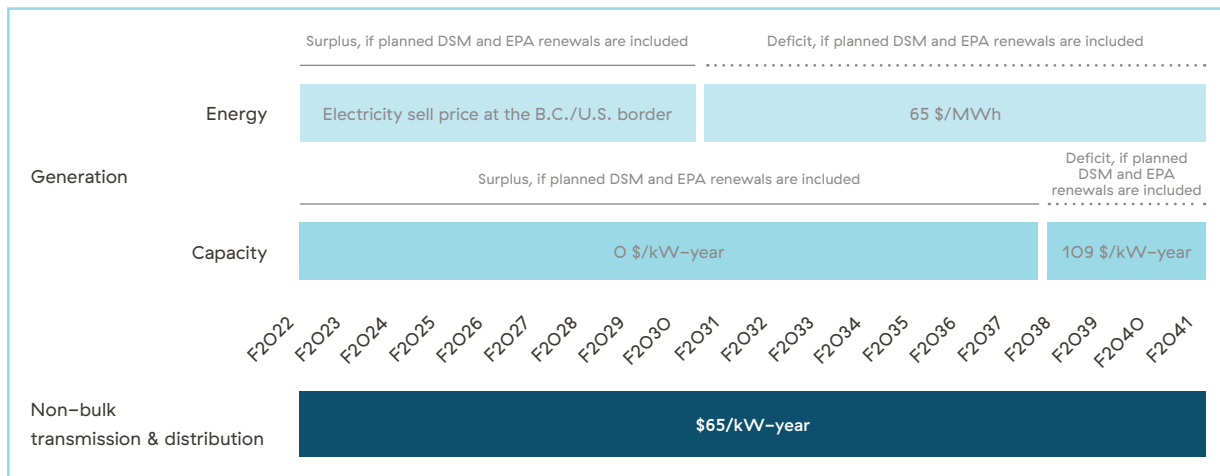 Surplus, if planned DSM and EPA renewals are included
Deficit, if planned DSM and EPA renewals are included
Energy
Electricity sell price at the B.C./U.S. border
65 $/MWh
Generation
Surplus, if planned DSM and EPA renewals are included
Deficit, if planned
DSM and EPA
renewals are included
Capacity
0 $/kW-year
109 $/kW-year
F2022
F2023
F2024
F2025
F2026
F2027
F2028
F2029
F2030
F2031
F2032
F2033
F2034
F2035
F2036
F2037
F2038
F2039
F2040
F2041
Non-bulk
transmission & distribution
$65/kW-year